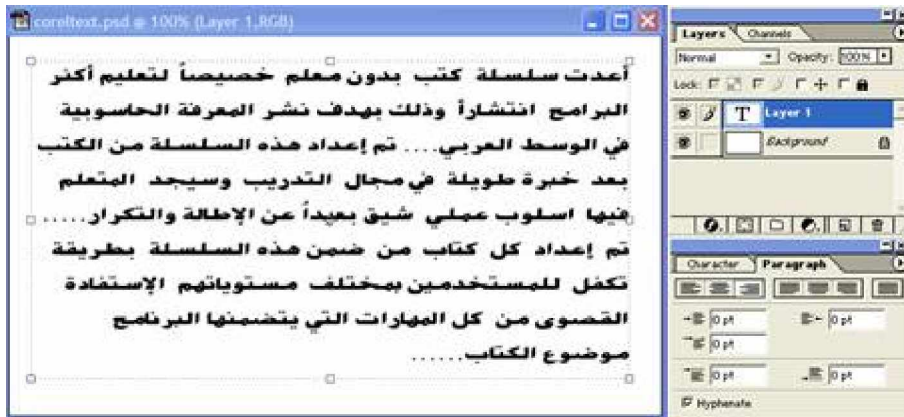 coreltext.psd @ 100% (Layer 1,RGB)
أعدت سلسلة كتب بدون معلم خصيصاً لتعليم أكثر
البرامج انتشاراً وذلك بهدف نشر المعرفة الحاسوبية
في الوسط العربي.... تم إعداد هذه السلسلة من الكتب
بعد خبرة طويلة في مجال التدريب وسيجد المتعلم
فيها اسلوب عملي شيق بعيداً عن الإطالة والتكرار.....
تم إعداد كل كتاب من ضمن هذه السلسلة بطريقة
تكفل للمستخدمين بمختلف مستوياتهم الإستفادة
القصوى من كل المهارات التي يتضمنها البرنامج
موضوع الكتاب......
Layers Channels
Normal Opacity: 100%
Lock:
T Layer 1
Background
Character Paragraph
0 pt 0 pt
0 pt
0 pt 0 pt
Hyphenate